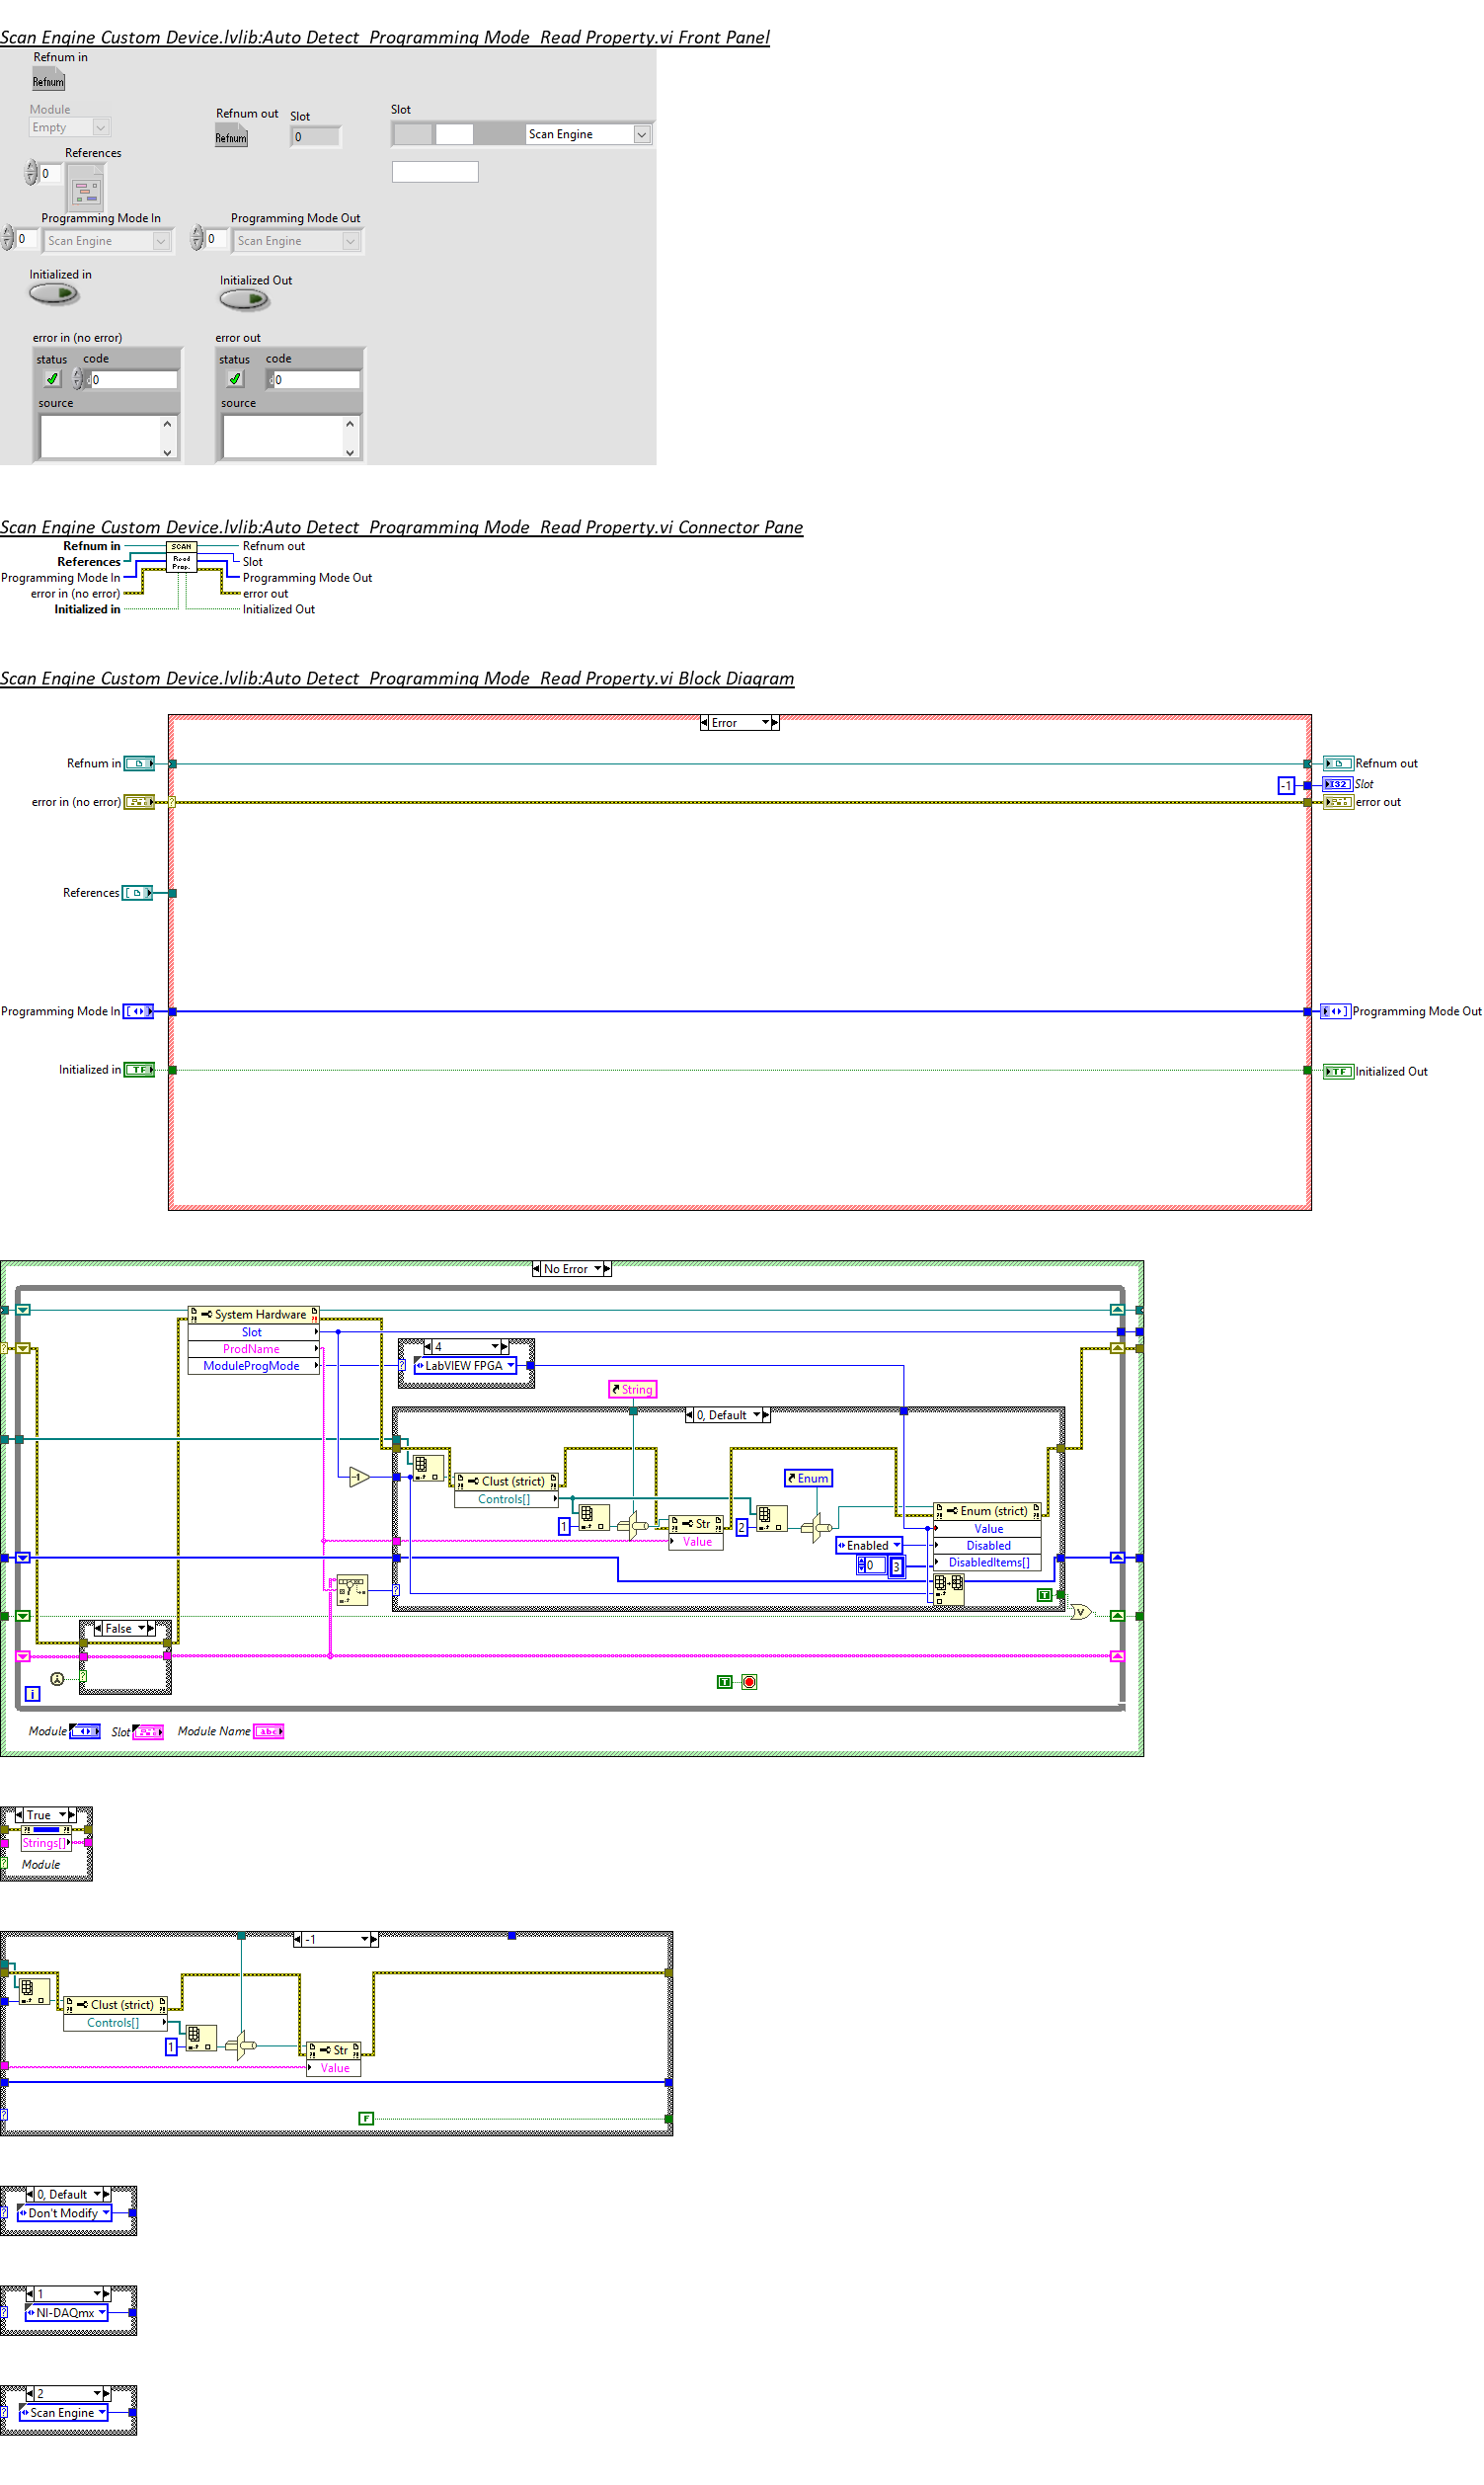 Scan Engine Custom Device.lvlib:Auto Detect  Programming Mode  Read Property.vi Front Panel
Refnum in
Refnum
Module
Empty
Refnum out
Refnum
Slot
0
Slot
Scan Engine
References
0
Programming Mode In
0
Scan Engine
Programming Mode Out
0
Scan Engine
Initialized in
Initialized Out
error in (no error)
status
code
0
source
error out
status
code
0
source
Scan Engine Custom Device.lvlib:Auto Detect  Programming Mode  Read Property.vi Connector Pane
Refnum in
References
Programming Mode In
error in (no error)
Initialized in
SCAN
Read
Prop.
Refnum out
Slot
Programming Mode Out
error out
Initialized Out
Scan Engine Custom Device.lvlib:Auto Detect  Programming Mode  Read Property.vi Block Diagram
Error
Refnum in
Refnum out
-1
I32
Slot
error in (no error)
error out
References
Programming Mode In
Programming Mode Out
Initialized in
TF
TF
Initialized Out
No Error
System Hardware
Slot
ProdName
ModuleProgMode
4
LabVIEW FPGA
String
0, Default
Clust (strict)
Controls[]
-1
1
Str
Value
2
Enum
Enum (strict)
Value
Disabled
DisabledItems[]
Enabled
0
3
T
V
False
i
T
Module
Slot
Module Name
abc
True
Strings[]
Module
-1
Clust (strict)
Controls[]
1
Str
Value
F
0, Default
Don't Modify
1
NI-DAQmx
2
Scan Engine